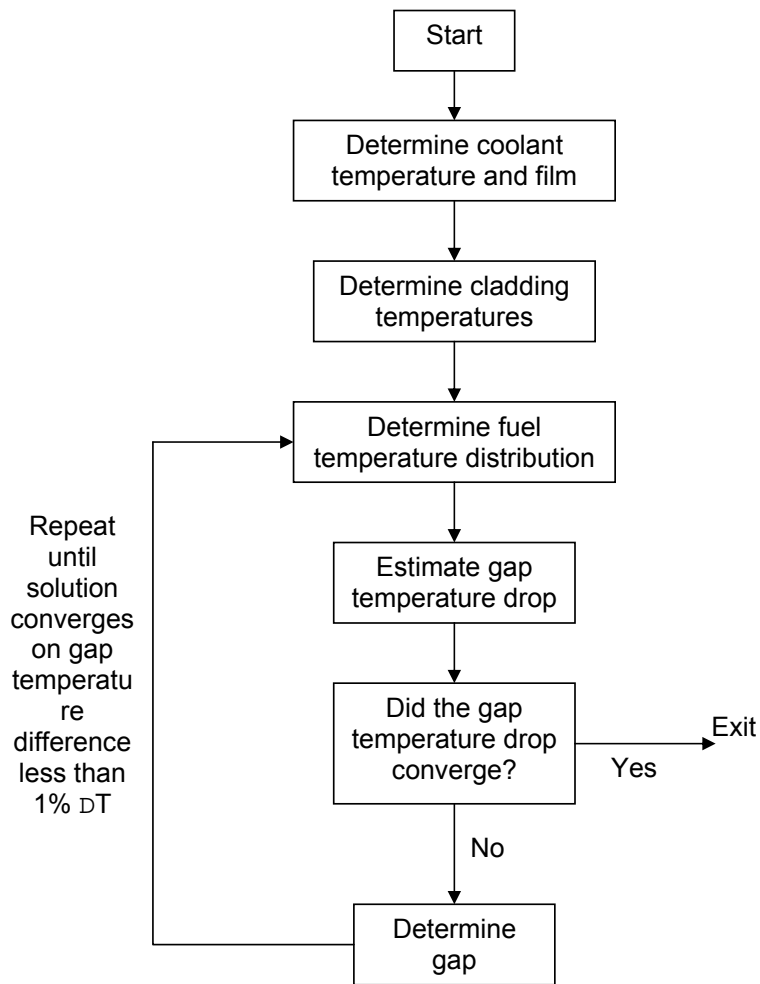 Start
Determine coolant
temperature and film
Determine cladding
temperatures
Determine fuel
temperature distribution
Repeat
until
solution
converges
on gap
temperatu
re
difference
less than
1% DT
Estimate gap
temperature drop
Did the gap
temperature drop
converge?
Exit
Yes
No
Determine
gap